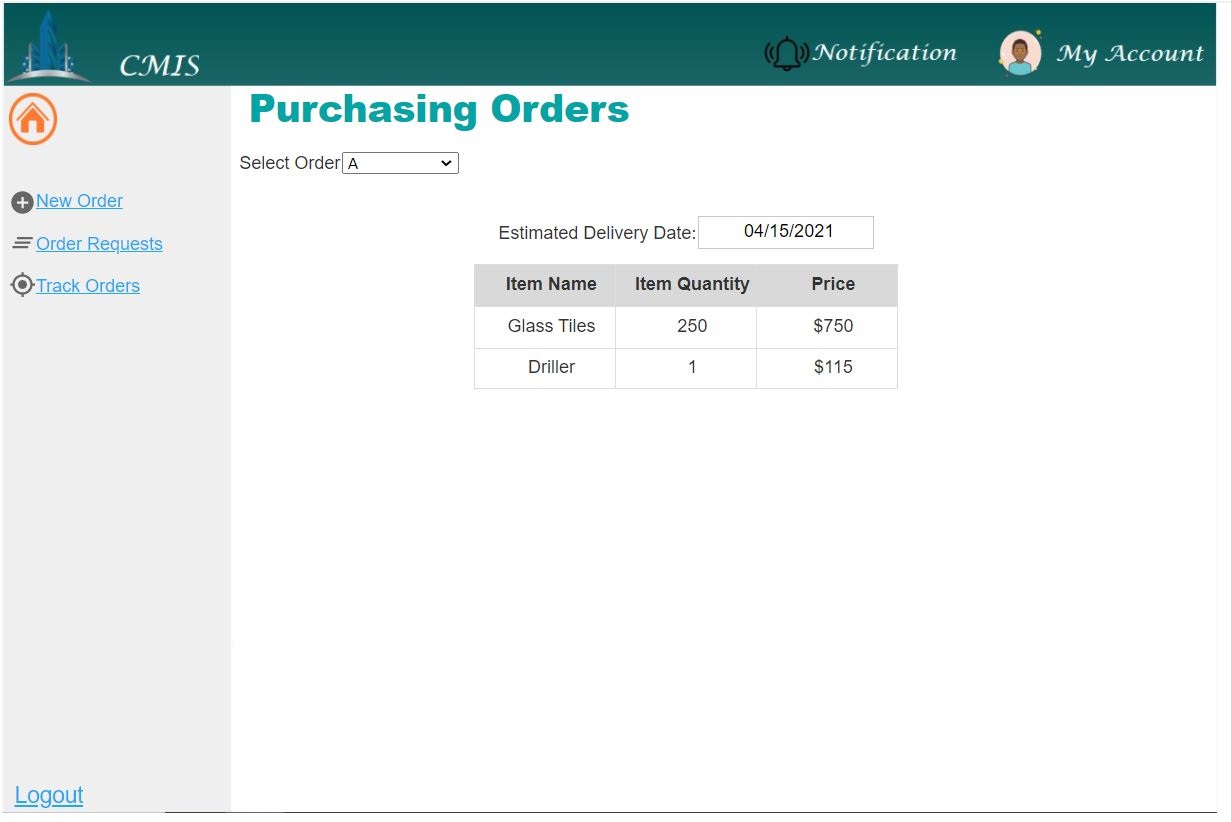 CMIS
Notification
My Account
Purchasing Orders
Select Order A
New Order
Order Requests
Track Orders
Estimated Delivery Date: 04/15/2021
Item Name Item Quantity Price
Glass Tiles 250 $750
Driller 1 $115
Logout